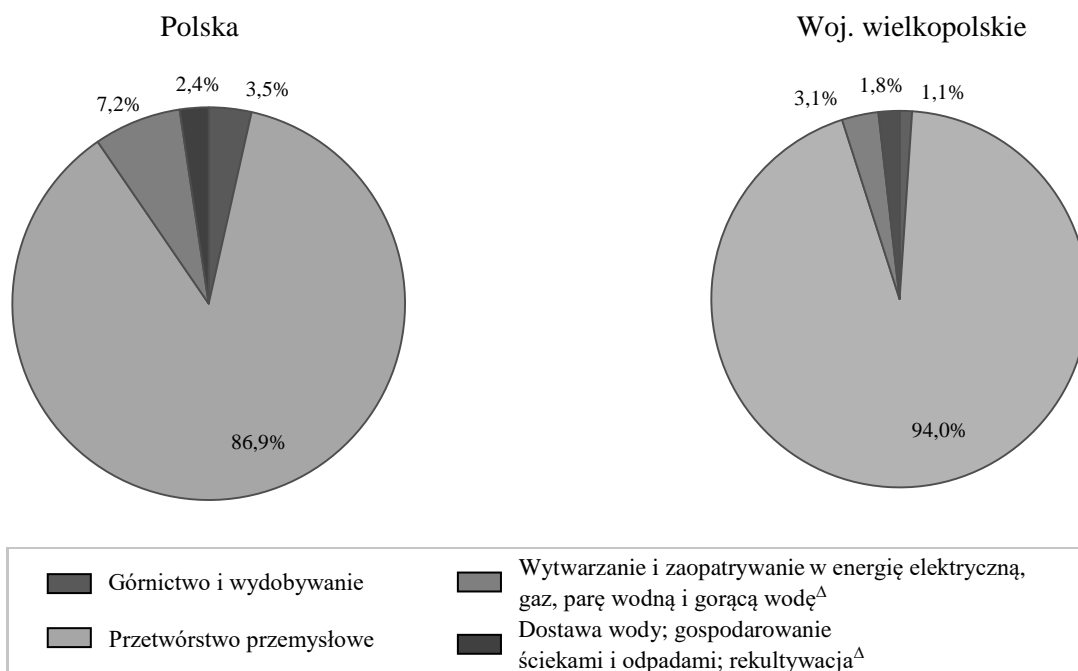 Polska
Woj. wielkopolskie
7,2%
2,4%
3,5%
3,1%
1,8%
1,1%
86,9%
94,0%
Górnictwo i wydobywanie
Przetwórstwo przemysłowe
Wytwarzanie i zaopatrywanie w energię elektryczną,
gaz, parę wodną i gorącą wodę^Δ
Dostawa wody; gospodarowanie
ściekami i odpadami; rekultywacja^Δ